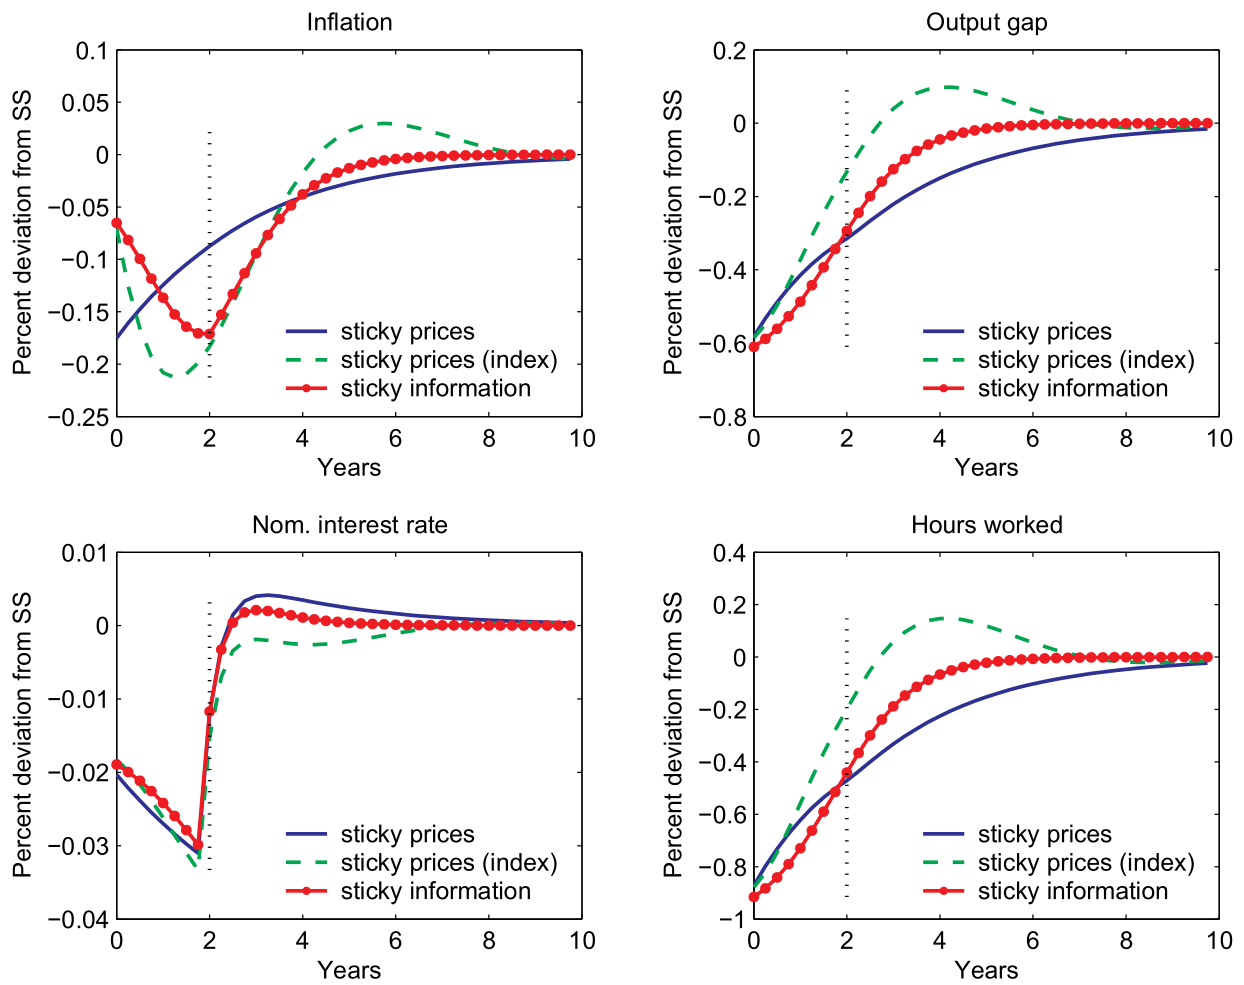 Inflation
Percent deviation from SS
0.1
0.05
0
−0.05
−0.1
−0.15
−0.2
−0.25
sticky prices
sticky prices (index)
sticky information
0 2 4 6 8 10
Years
Output gap
Percent deviation from SS
0.2
0
−0.2
−0.4
−0.6
−0.8
sticky prices
sticky prices (index)
sticky information
0 2 4 6 8 10
Years
Nom. interest rate
Percent deviation from SS
0.01
0
−0.01
−0.02
−0.03
−0.04
sticky prices
sticky prices (index)
sticky information
0 2 4 6 8 10
Years
Hours worked
Percent deviation from SS
0.4
0.2
0
−0.2
−0.4
−0.6
−0.8
−1
sticky prices
sticky prices (index)
sticky information
0 2 4 6 8 10
Years